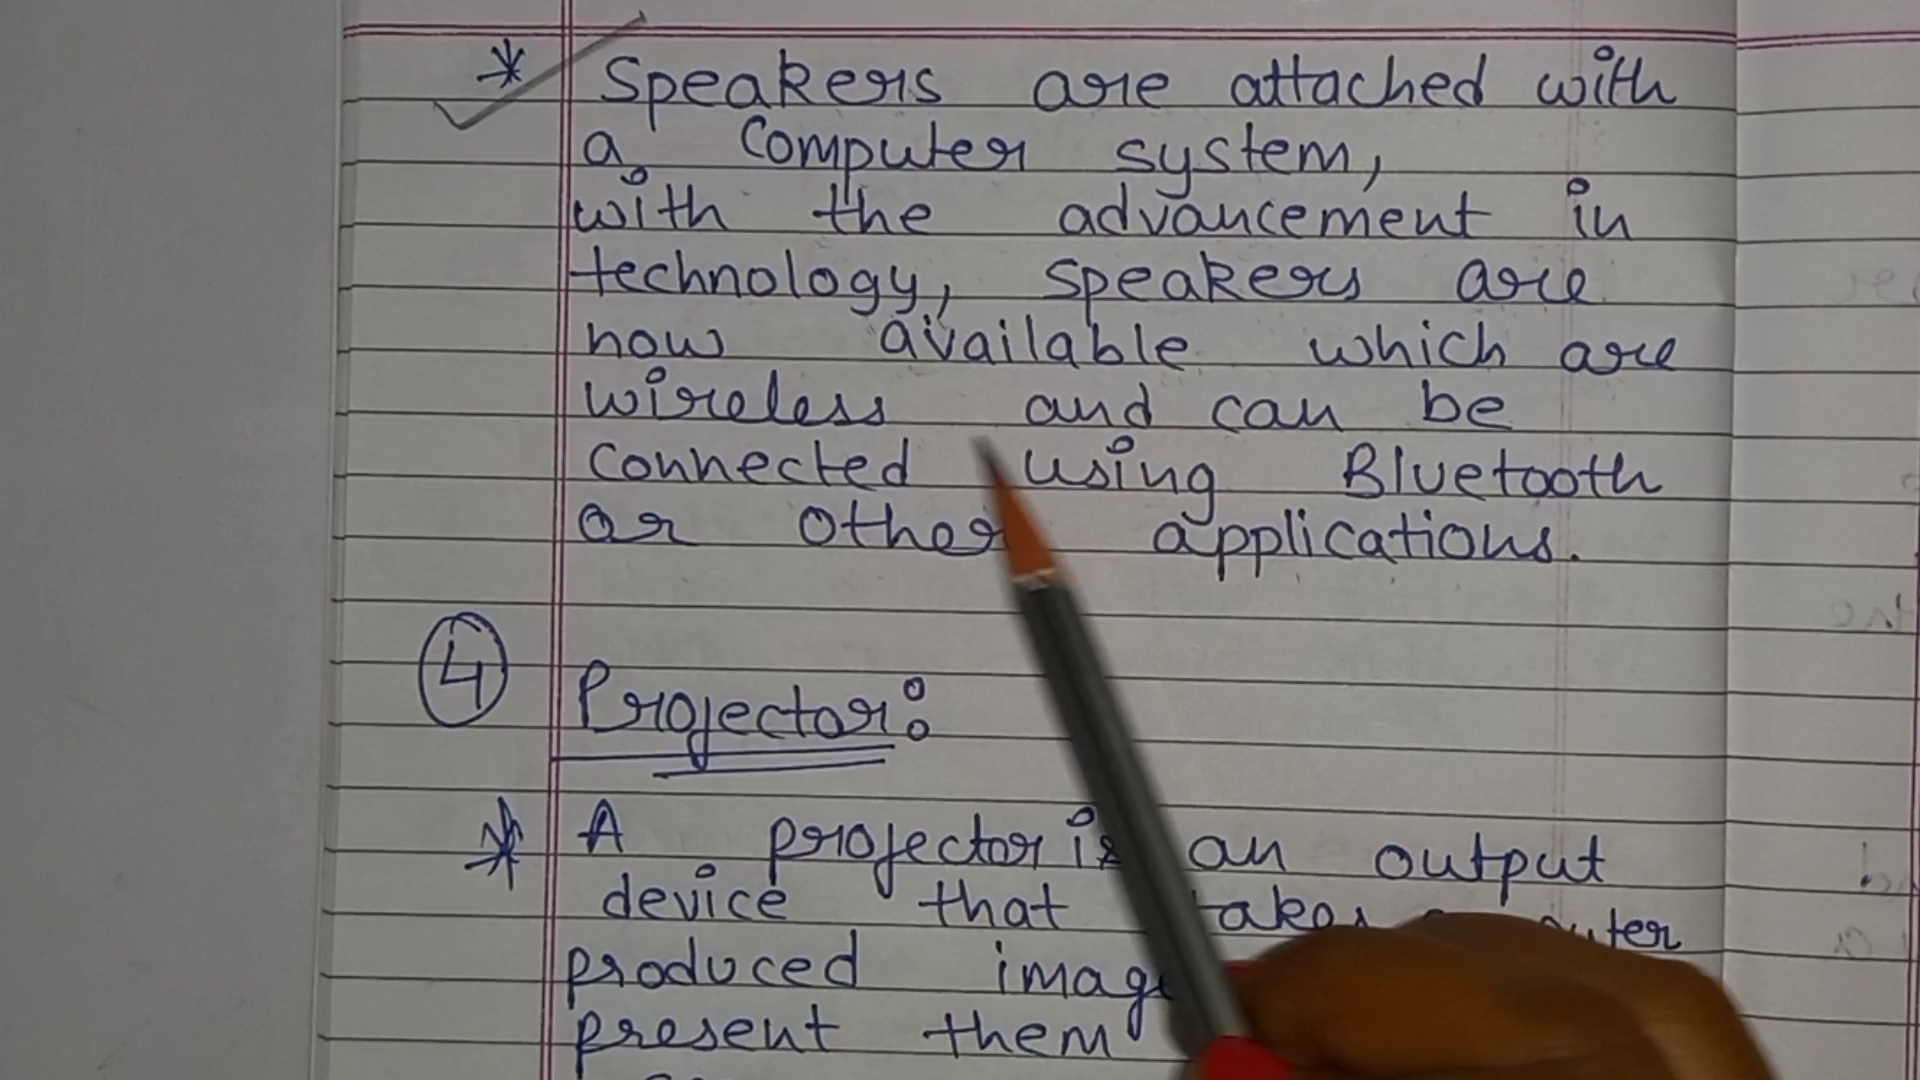 * Speakers are attached with
a Computer system,
with the advancement in
technology, speakers are
now available which are
wireless and can be
connected using Bluetooth
or other applications.
4 Projector:
* A projector is an output
device that takes
produced
present them